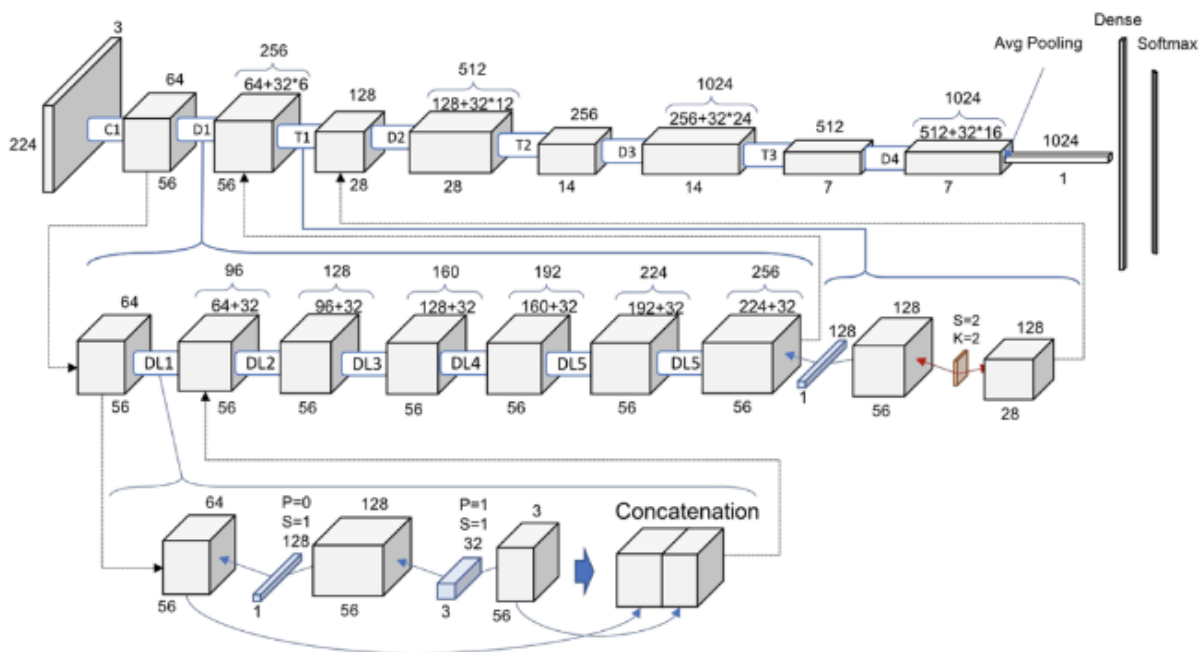 Dense
Softmax
Avg Pooling
3
64
256
64+32*6
128
512
128+32*12
256
1024
256+32*24
512
1024
512+32*16
1024
224
C1
D1
T1
D2
T2
D3
T3
D4
56
56
28
28
14
14
7
7
1
64
96
64+32
128
96+32
160
128+32
192
160+32
224
192+32
256
224+32
128
128
S=2
K=2
128
DL1
DL2
DL3
DL4
DL5
DL5
56
56
56
56
56
56
56
1
56
28
64
P=0
S=1
128
128
P=1
S=1
32
3
Concatenation
56
1
56
3
56